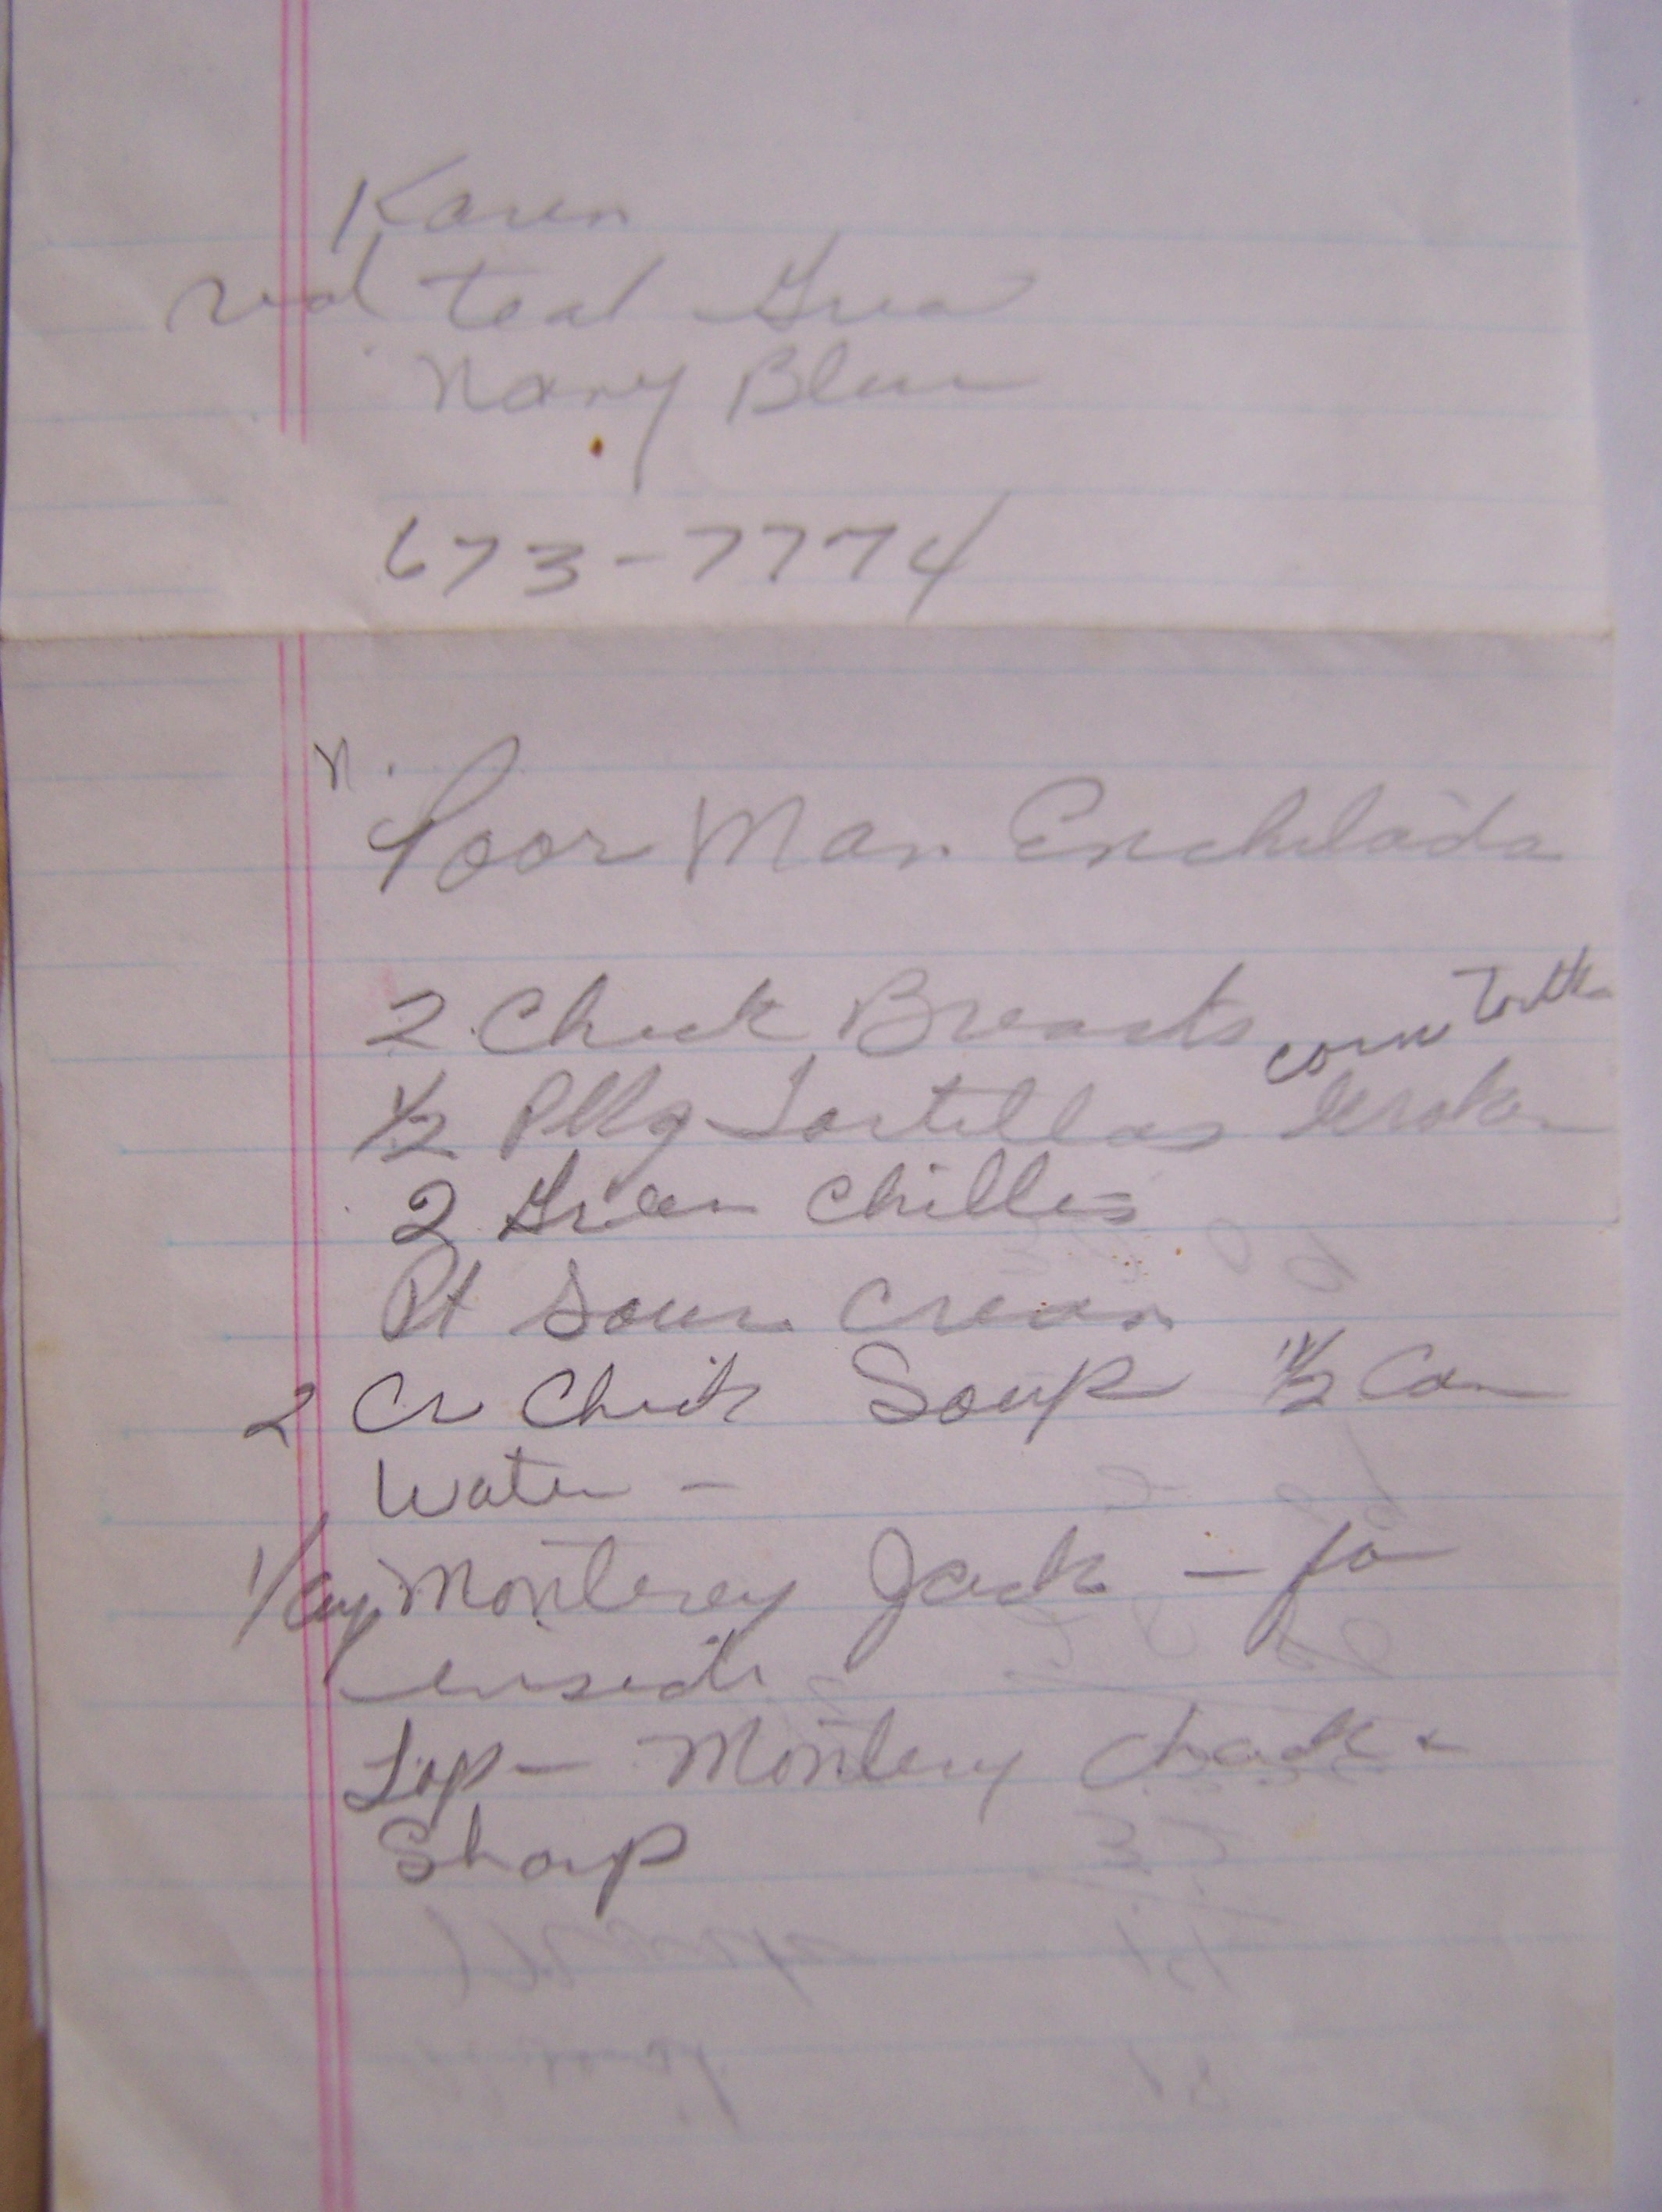 Karen
red teal Green
Navy Blue
673-7774
n.
Poor Man Enchilada
2 Chick Breasts
corn Tortilla
1/2 Pkg Tortillas broken
2 Green Chilles
Pt Sour Cream
2 Cr Chick Soup 1 1/2 Can
Water -
1 Cup Monterey Jack - for
inside
Top - Montery Jack &
Sharp